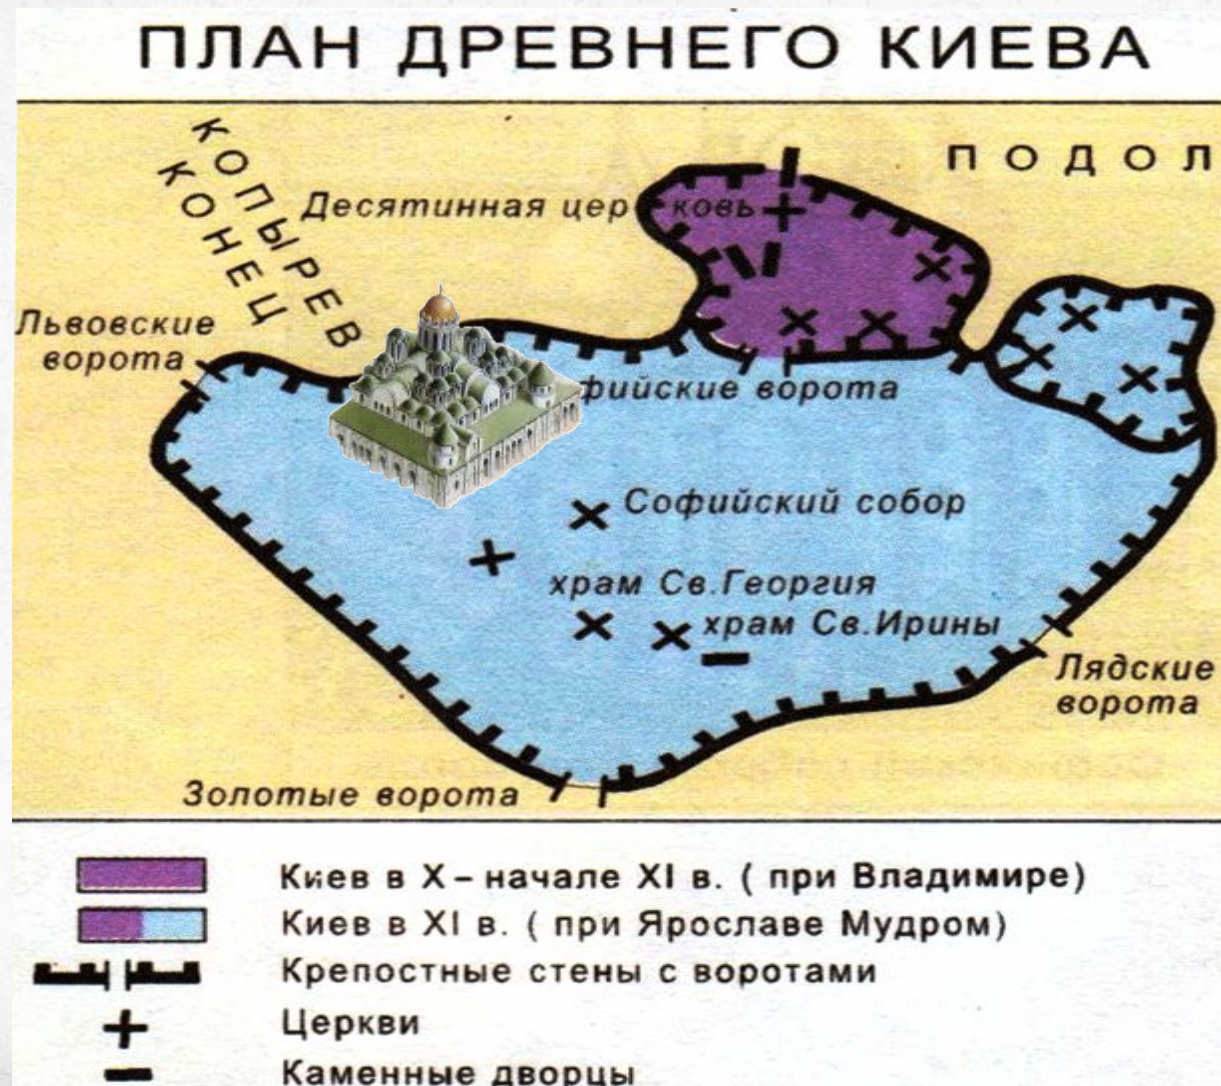 ПЛАН ДРЕВНЕГО КИЕВА
КОПЫРЕВ
КОНЕЦ
ПОДОЛ
Десятинная церковь
Львовские
ворота
фийские ворота
Софийский собор
храм Св.Георгия
храм Св.Ирины
Лядские
ворота
Золотые ворота
Киев в X – начале XI в. ( при Владимире)
Киев в XI в. ( при Ярославе Мудром)
Крепостные стены с воротами
Церкви
Каменные дворцы